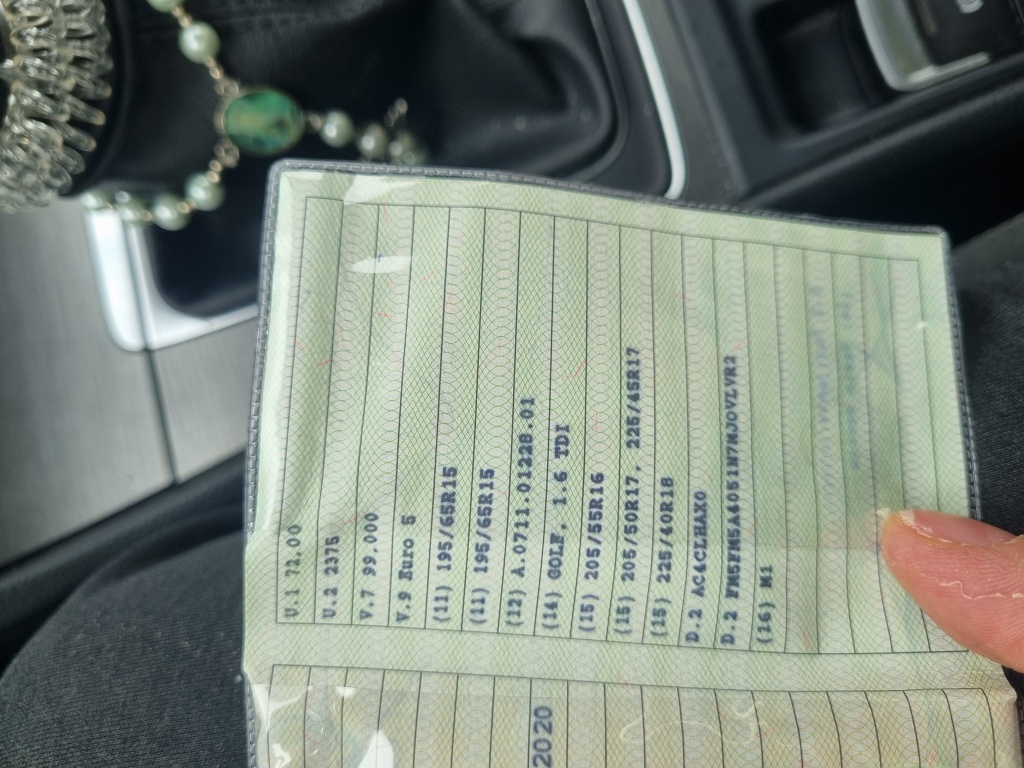 U.1 72.00
U.2 2375
V.7 99.000
V.9 Euro 5
(11) 195/65R15
(11) 195/65R15
(12) A.0711.01228.01
(14) GOLF, 1.6 TDI
(15) 205/55R16
(15) 205/50R17, 225/45R17
(15) 225/40R18
D.2 AC4CLHAX0
D.2 FM5FM5A4051N7MJOVLVR2
(16) M1
2020